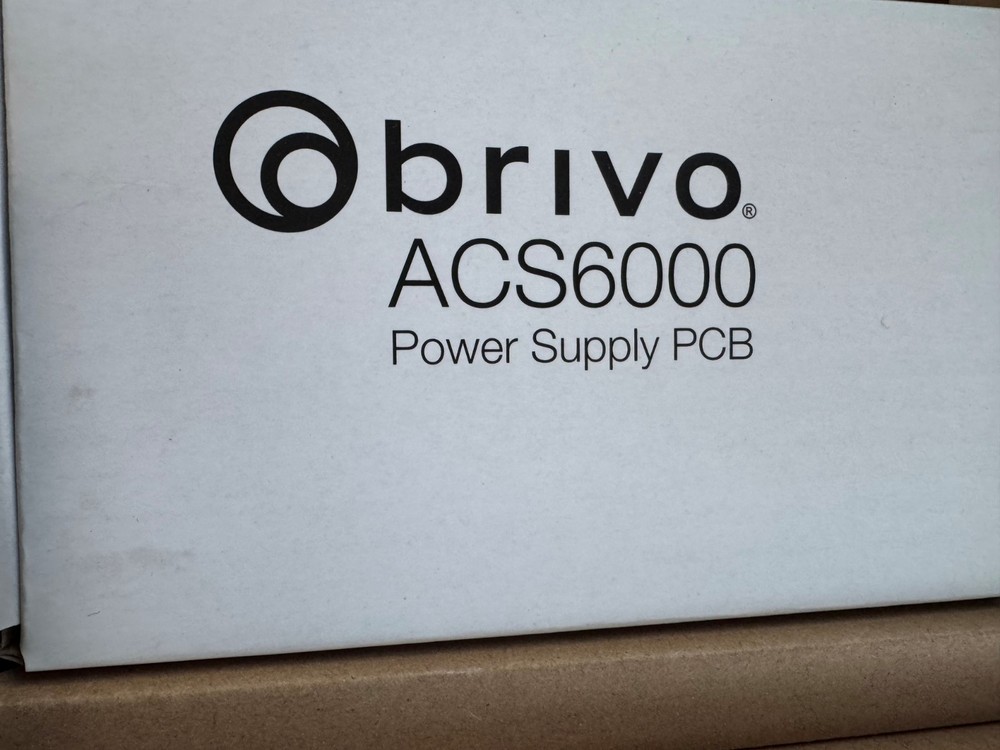 brivo®
ACS6000
Power Supply PCB